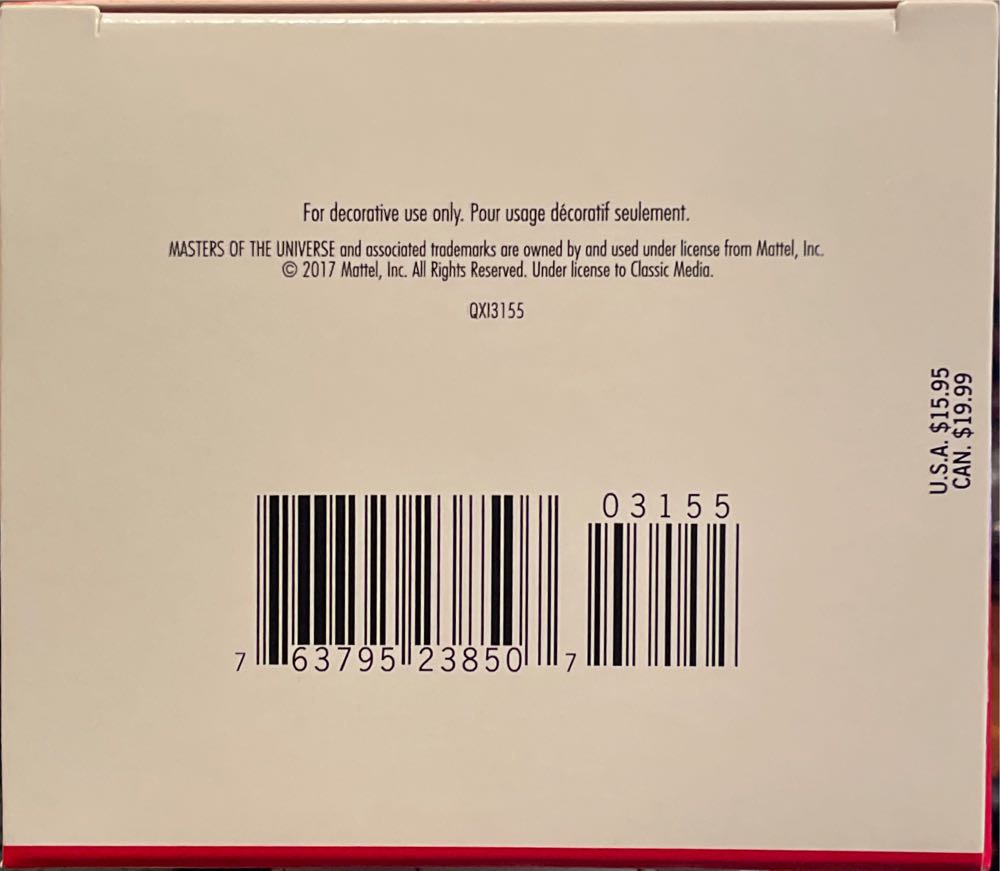 For decorative use only. Pour usage décoratif seulement.
MASTERS OF THE UNIVERSE and associated trademarks are owned by and used under license from Mattel, Inc.
© 2017 Mattel, Inc. All Rights Reserved. Under license to Classic Media.
QXI3155
U.S.A. $15.95
CAN. $19.99
03155
7 63795 23850 7